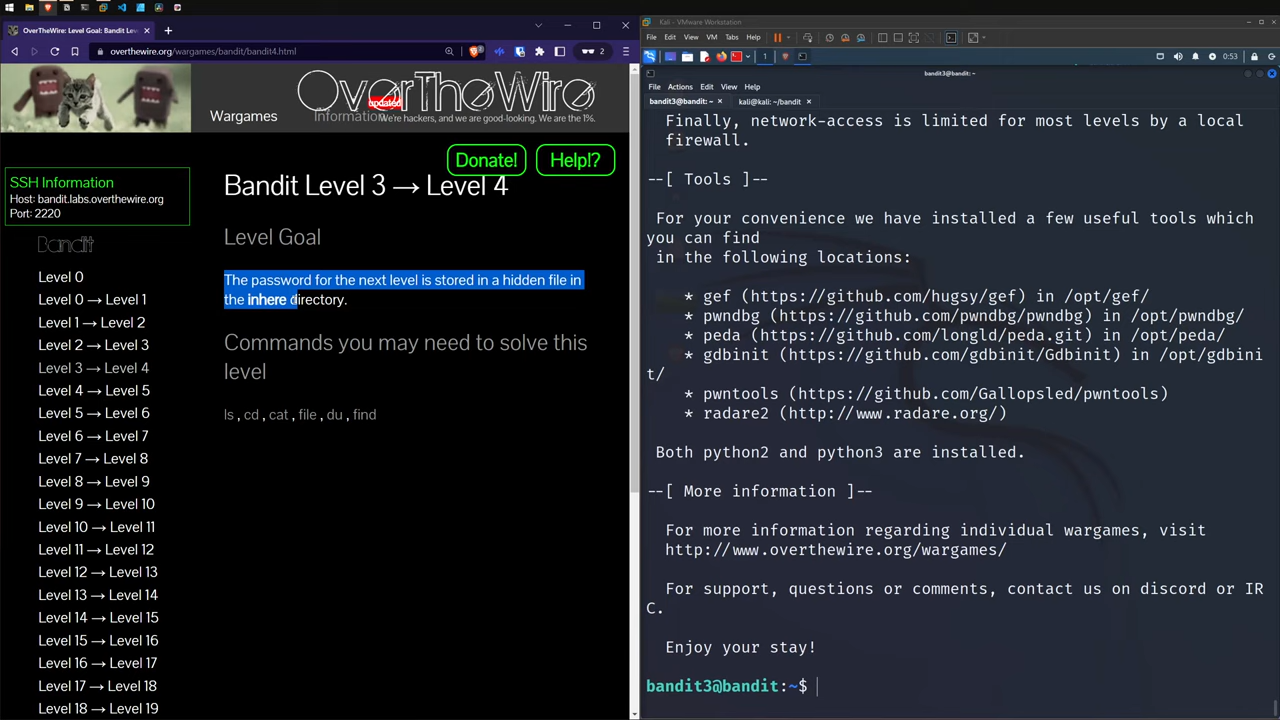 OverTheWire: Level Goal: Bandit Lev
overthewire.org/wargames/bandit/bandit4.html
2
OverTheWire
updated
Wargames
Information
We're hackers, and we are good-looking. We are the 1%.
Donate!
Help!?
SSH Information
Host: bandit.labs.overthewire.org
Port: 2220
Bandit
Level 0
Level 0 → Level 1
Level 1 → Level 2
Level 2 → Level 3
Level 3 → Level 4
Level 4 → Level 5
Level 5 → Level 6
Level 6 → Level 7
Level 7 → Level 8
Level 8 → Level 9
Level 9 → Level 10
Level 10 → Level 11
Level 11 → Level 12
Level 12 → Level 13
Level 13 → Level 14
Level 14 → Level 15
Level 15 → Level 16
Level 16 → Level 17
Level 17 → Level 18
Level 18 → Level 19
Bandit Level 3 → Level 4
Level Goal
The password for the next level is stored in a hidden file in
the inhere directory.
Commands you may need to solve this
level
ls , cd , cat , file , du , find
Kali - VMware Workstation
File Edit View VM Tabs Help
1
0:53
bandit3@bandit: ~
File Actions Edit View Help
bandit3@bandit: ~ kali@kali: ~/bandit
Finally, network-access is limited for most levels by a local
firewall.
--[ Tools ]--
For your convenience we have installed a few useful tools which
you can find
in the following locations:
* gef (https://github.com/hugsy/gef) in /opt/gef/
* pwndbg (https://github.com/pwndbg/pwndbg) in /opt/pwndbg/
* peda (https://github.com/longld/peda.git) in /opt/peda/
* gdbinit (https://github.com/gdbinit/Gdbinit) in /opt/gdbini
t/
* pwntools (https://github.com/Gallopsled/pwntools)
* radare2 (http://www.radare.org/)
Both python2 and python3 are installed.
--[ More information ]--
For more information regarding individual wargames, visit
http://www.overthewire.org/wargames/
For support, questions or comments, contact us on discord or IR
C.
Enjoy your stay!
bandit3@bandit:~$